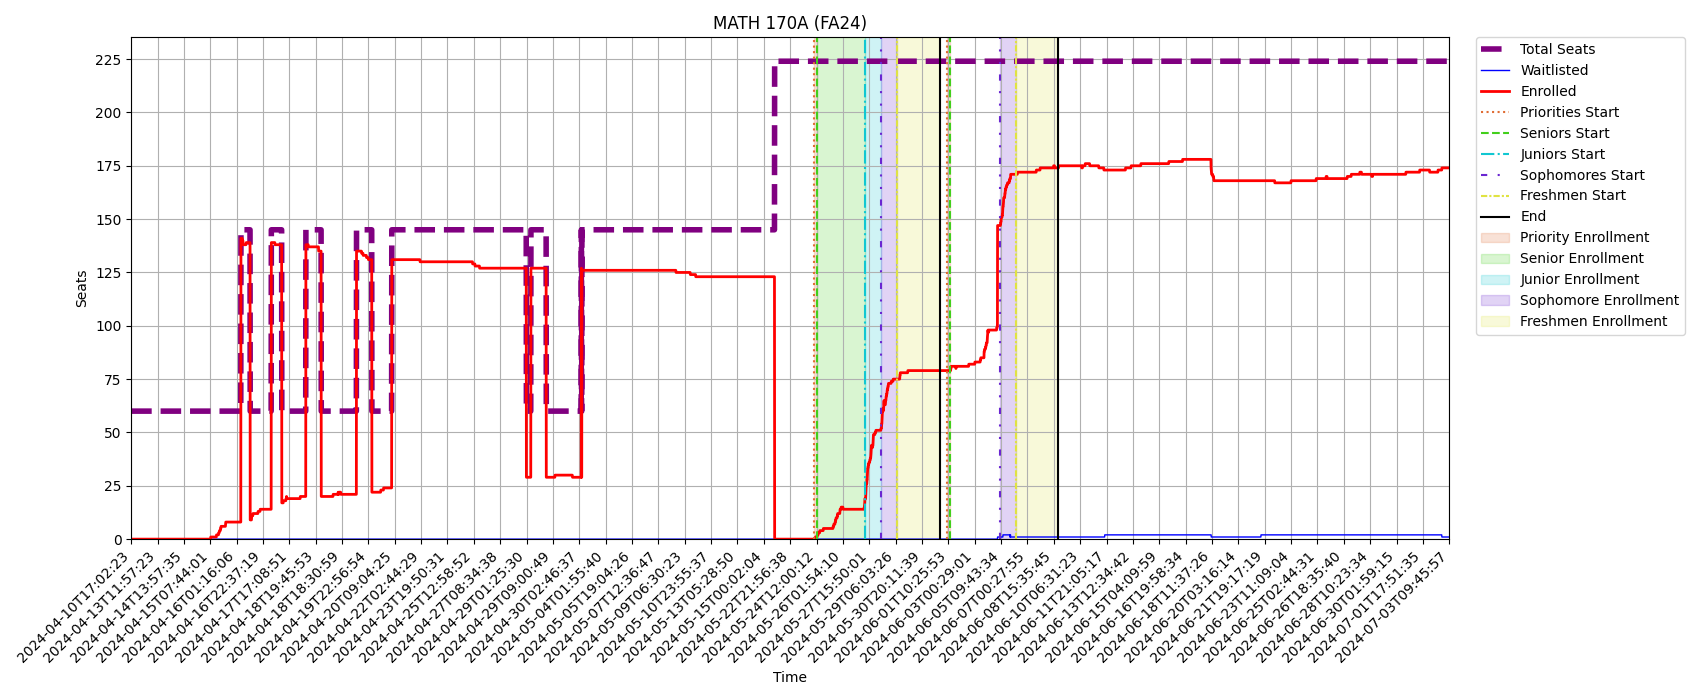 MATH 170A (FA24)
Seats
225
200
175
150
125
100
75
50
25
0
2024-04-10T17:02:23
2024-04-13T11:57:23
2024-04-14T13:57:35
2024-04-15T07:44:01
2024-04-16T01:16:06
2024-04-16T22:37:19
2024-04-17T17:08:51
2024-04-18T19:45:53
2024-04-18T18:30:59
2024-04-19T22:56:54
2024-04-20T09:04:25
2024-04-22T02:44:29
2024-04-23T19:50:31
2024-04-25T12:58:52
2024-04-27T08:34:38
2024-04-29T01:25:30
2024-04-29T09:00:49
2024-04-30T02:46:37
2024-05-04T01:55:40
2024-05-05T19:04:26
2024-05-07T12:36:47
2024-05-09T06:30:23
2024-05-10T23:55:37
2024-05-13T05:28:50
2024-05-15T00:02:04
2024-05-22T21:56:38
2024-05-24T12:00:12
2024-05-26T01:54:10
2024-05-27T15:50:01
2024-05-29T06:03:26
2024-05-30T20:11:39
2024-06-01T10:25:53
2024-06-03T00:29:01
2024-06-05T09:43:34
2024-06-07T00:27:55
2024-06-08T15:35:45
2024-06-10T06:31:23
2024-06-11T21:05:17
2024-06-13T12:34:42
2024-06-15T04:09:59
2024-06-16T19:58:34
2024-06-18T11:37:26
2024-06-20T03:16:14
2024-06-21T19:17:19
2024-06-23T11:09:04
2024-06-25T02:44:31
2024-06-26T18:35:40
2024-06-28T10:23:34
2024-06-30T01:59:15
2024-07-01T17:51:35
2024-07-03T09:45:57
Time
Total Seats
Waitlisted
Enrolled
Priorities Start
Seniors Start
Juniors Start
Sophomores Start
Freshmen Start
End
Priority Enrollment
Senior Enrollment
Junior Enrollment
Sophomore Enrollment
Freshmen Enrollment